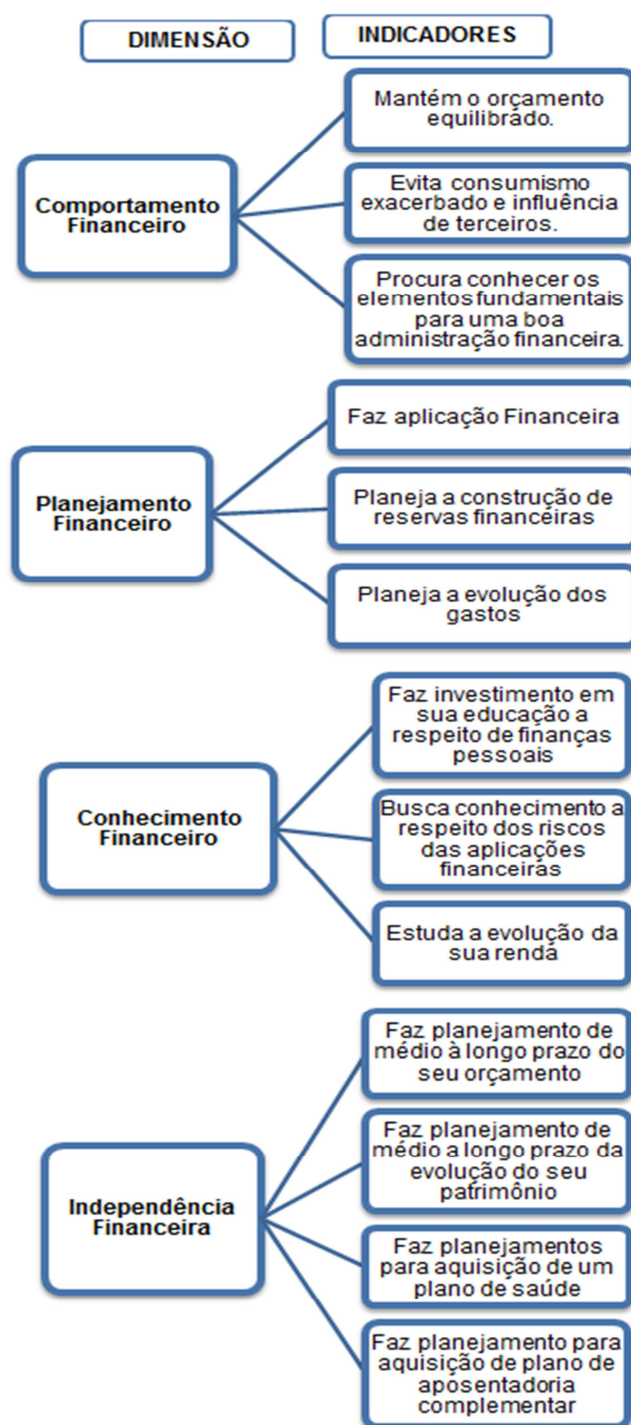 DIMENSÃO
INDICADORES
Comportamento
Financeiro
Mantém o orçamento
equilibrado.
Evita consumismo
exacerbado e influência
de terceiros.
Procura conhecer os
elementos fundamentais
para uma boa
administração financeira.
Planejamento
Financeiro
Faz aplicação Financeira
Planeja a construção de
reservas financeiras
Planeja a evolução dos
gastos
Conhecimento
Financeiro
Faz investimento em
sua educação a
respeito de finanças
pessoais
Busca conhecimento a
respeito dos riscos
das aplicações
financeiras
Estuda a evolução da
sua renda
Independência
Financeira
Faz planejamento de
médio à longo prazo do
seu orçamento
Faz planejamento de
médio a longo prazo da
evolução do seu
patrimônio
Faz planejamentos
para aquisição de um
plano de saúde
Faz planejamento para
aquisição de plano de
aposentadoria
complementar